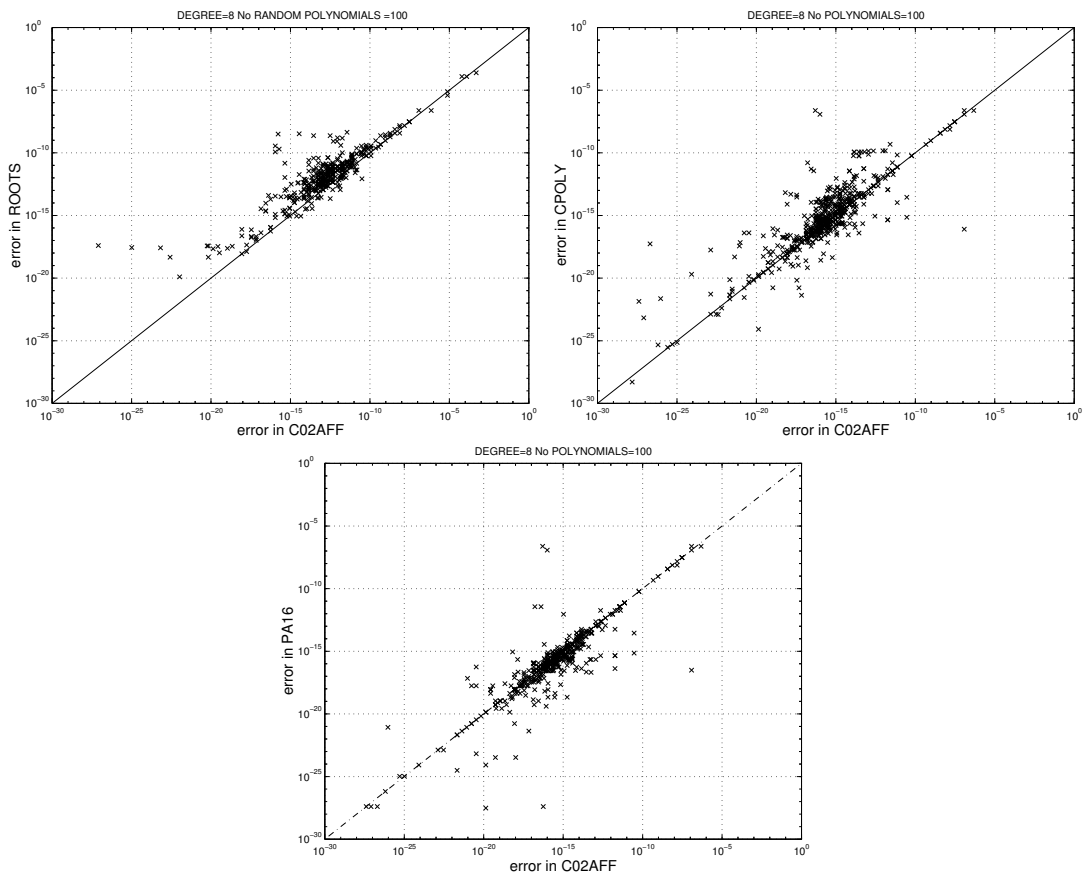 DEGREE=8 No RANDOM POLYNOMIALS =100
10^0
10^−5
10^−10
10^−15
10^−20
10^−25
10^−30
error in ROOTS
10^−30 10^−25 10^−20 10^−15 10^−10 10^−5 10^0
error in C02AFF
DEGREE=8 No POLYNOMIALS=100
10^0
10^−5
10^−10
10^−15
10^−20
10^−25
10^−30
error in CPOLY
10^−30 10^−25 10^−20 10^−15 10^−10 10^−5 10^0
error in C02AFF
DEGREE=8 No POLYNOMIALS=100
10^0
10^−5
10^−10
10^−15
10^−20
10^−25
10^−30
error in PA16
10^−30 10^−25 10^−20 10^−15 10^−10 10^−5 10^0
error in C02AFF